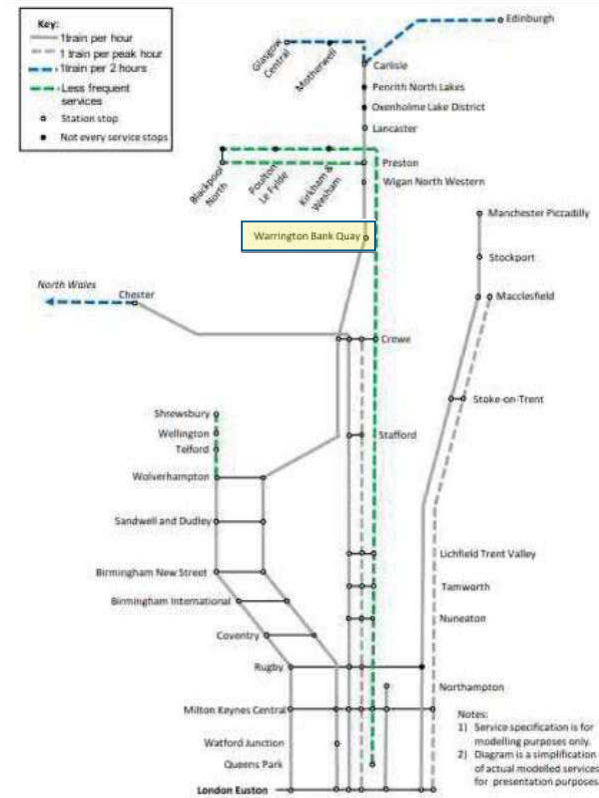 Key:
1train per hour
1 train per peak hour
1train per 2 hours
Less frequent
services
Station stop
Not every service stops
Edinburgh
Glasgow
Central
Motherwell
Carlisle
Penrith North Lakes
Oxenholme Lake District
Lancaster
Preston
Blackpool
North
Poulton
Le Fylde
Kirkham &
Wesham
Wigan North Western
Manchester Piccadilly
Warrington Bank Quay
Stockport
North Wales
Chester
Macclesfield
Crewe
Stoke-on-Trent
Shrewsbury
Wellington
Telford
Stafford
Wolverhampton
Sandwell and Dudley
Lichfield Trent Valley
Birmingham New Street
Tamworth
Birmingham International
Nuneaton
Coventry
Rugby
Northampton
Milton Keynes Central
Watford Junction
Queens Park
London Euston
Notes:
1) Service specification is for
modelling purposes only.
2) Diagram is a simplification
of actual modelled services
for presentation purposes